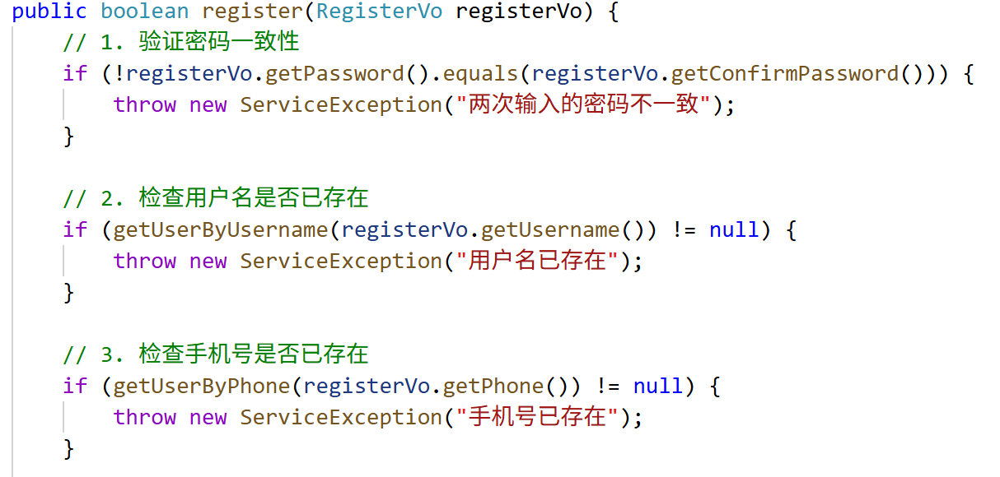 public boolean register(RegisterVo registerVo) {
// 1. 验证密码一致性
if (!registerVo.getPassword().equals(registerVo.getConfirmPassword())) {
throw new ServiceException("两次输入的密码不一致");
}
// 2. 检查用户名是否已存在
if (getUserByUsername(registerVo.getUsername()) != null) {
throw new ServiceException("用户名已存在");
}
// 3. 检查手机号是否已存在
if (getUserByPhone(registerVo.getPhone()) != null) {
throw new ServiceException("手机号已存在");
}